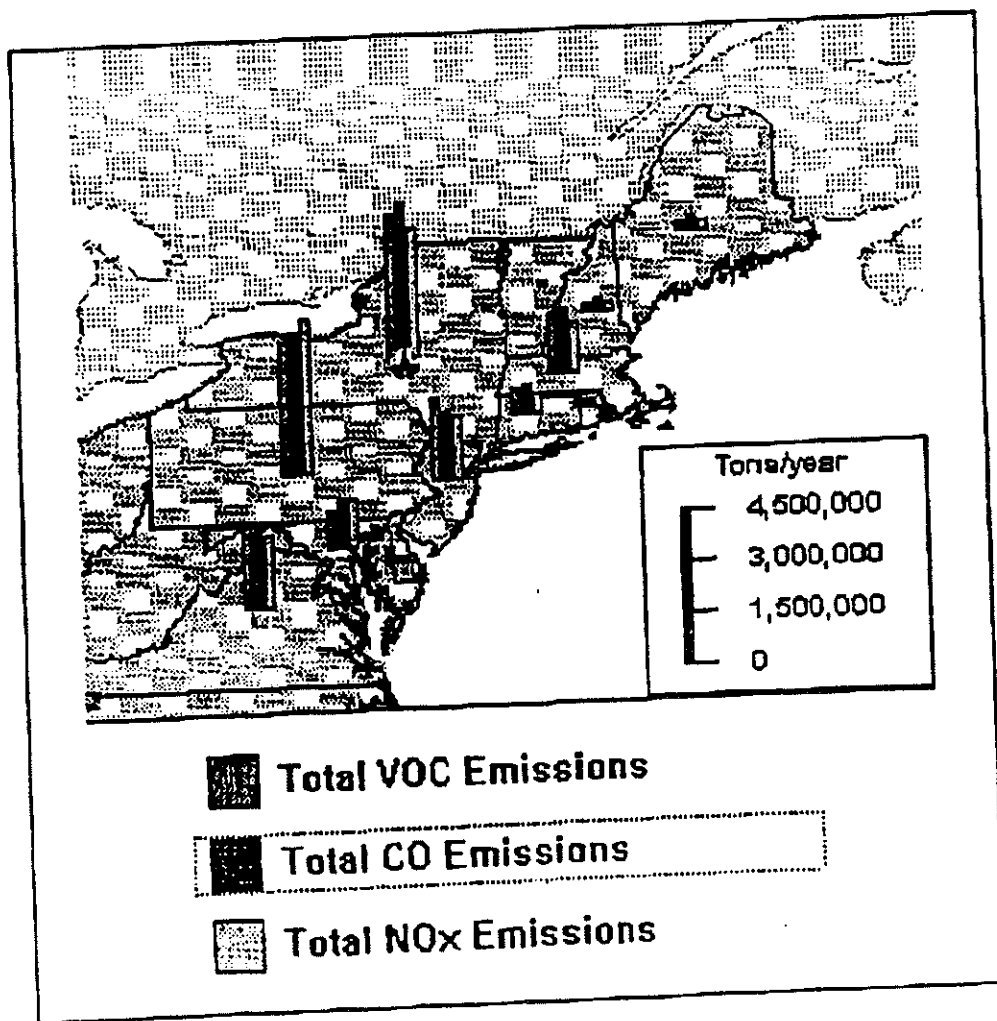 Tons/year
4,500,000
3,000,000
1,500,000
0
Total VOC Emissions
Total CO Emissions
Total NOx Emissions